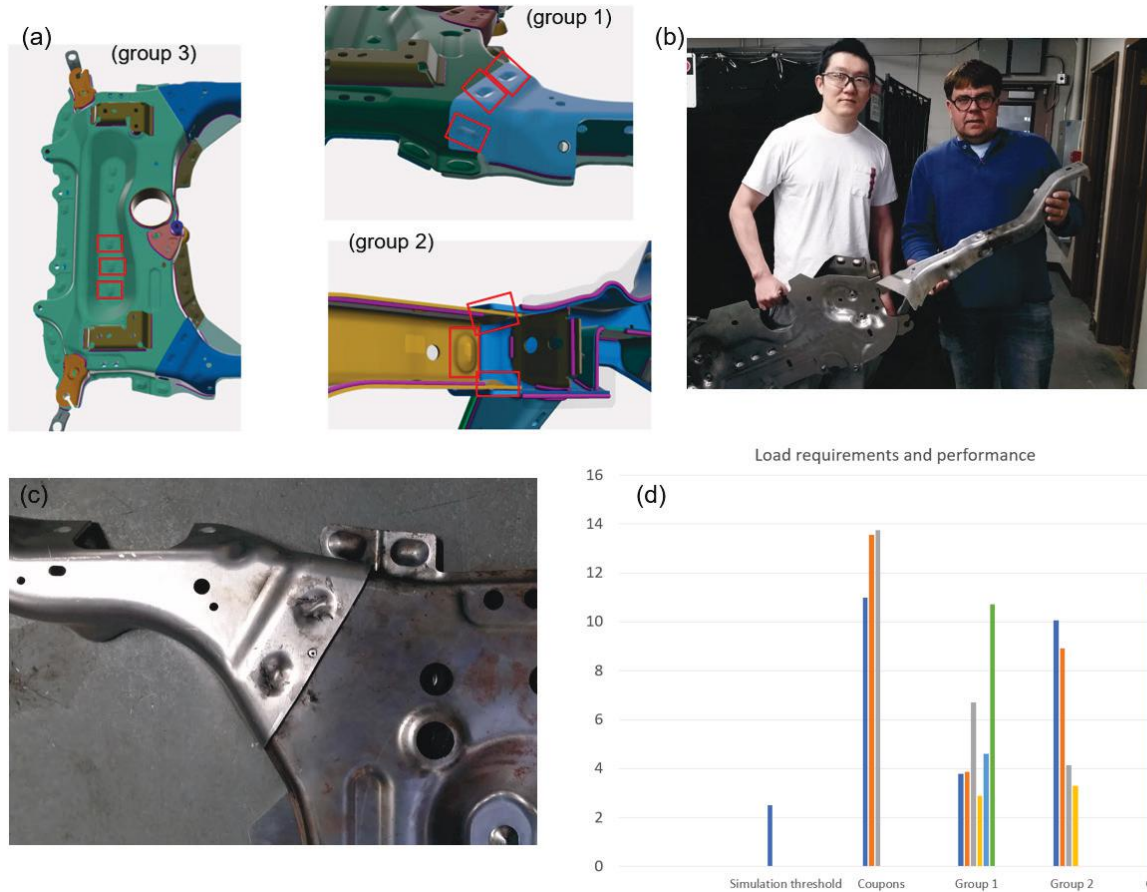 (a)
(group 3)
(group 1)
(group 2)
(b)
(c)
Load requirements and performance
(d)
16
14
12
10
8
6
4
2
0
Simulation threshold
Coupons
Group 1
Group 2